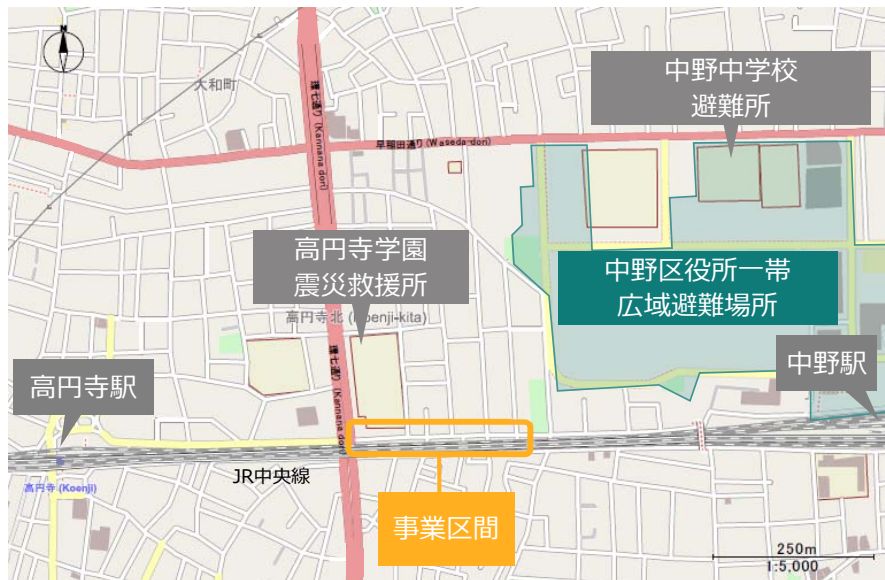 N
大和町
環七通り (Kannana dori)
早稲田通り (Waseda-dori)
中野中学校
避難所
高円寺学園
震災救援所
中野区役所一帯
広域避難場所
高円寺北 (Koenji-kita)
環七通り (Kannana dori)
高円寺駅
中野駅
JR中央線
高円寺 (Koenji)
事業区間
250m
1:5,000